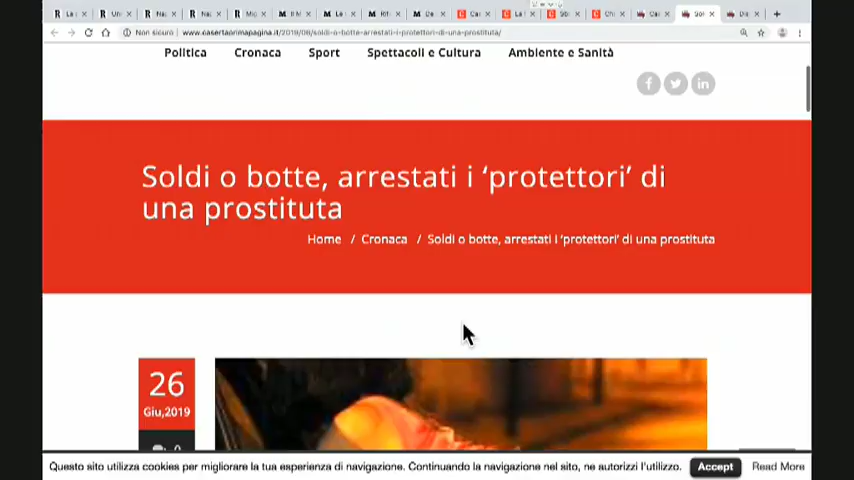 Non sicuro | www.casertaprimapagina.it/2019/06/soldi-o-botte-arrestati-i-protettori-di-una-prostituta/
Politica Cronaca Sport Spettacoli e Cultura Ambiente e Sanità
Soldi o botte, arrestati i ‘protettori’ di
una prostituta
Home / Cronaca / Soldi o botte, arrestati i ‘protettori’ di una prostituta
26
Giu,2019
Questo sito utilizza cookies per migliorare la tua esperienza di navigazione. Continuando la navigazione nel sito, ne autorizzi l'utilizzo. Accept Read More